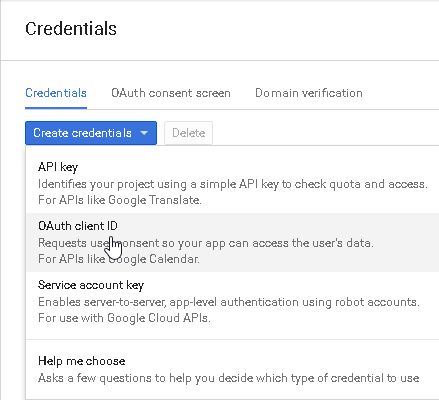 Credentials
Credentials OAuth consent screen Domain verification
Create credentials Delete
API key
Identifies your project using a simple API key to check quota and access.
For APIs like Google Translate.
OAuth client ID
Requests user consent so your app can access the user's data.
For APIs like Google Calendar.
Service account key
Enables server-to-server, app-level authentication using robot accounts.
For use with Google Cloud APIs.
Help me choose
Asks a few questions to help you decide which type of credential to use